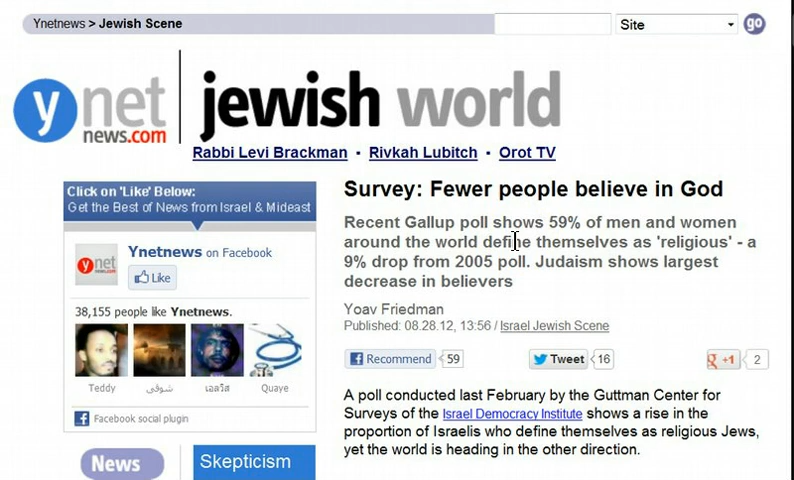 Ynetnews > Jewish Scene
Site
go
ynet
news.com
jewish world
Rabbi Levi Brackman • Rivkah Lubitch • Orot TV
Click on 'Like' Below:
Get the Best of News from Israel & Mideast
Ynetnews on Facebook
Like
38,155 people like Ynetnews.
Teddy شوقى เอลวิส Quaye
Facebook social plugin
News
Skepticism
Survey: Fewer people believe in God
Recent Gallup poll shows 59% of men and women
around the world define themselves as 'religious' - a
9% drop from 2005 poll. Judaism shows largest
decrease in believers
Yoav Friedman
Published: 08.28.12, 13:56 / Israel Jewish Scene
Recommend 59 Tweet 16 +1 2
A poll conducted last February by the Guttman Center for
Surveys of the Israel Democracy Institute shows a rise in the
proportion of Israelis who define themselves as religious Jews,
yet the world is heading in the other direction.